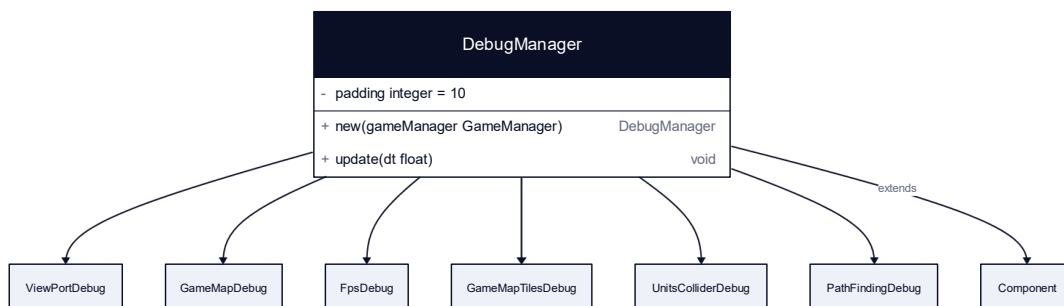 DebugManager
- padding integer = 10
+ new(gameManager GameManager) DebugManager
+ update(dt float) void
extends
ViewPortDebug GameMapDebug FpsDebug GameMapTilesDebug UnitsColliderDebug PathFindingDebug Component